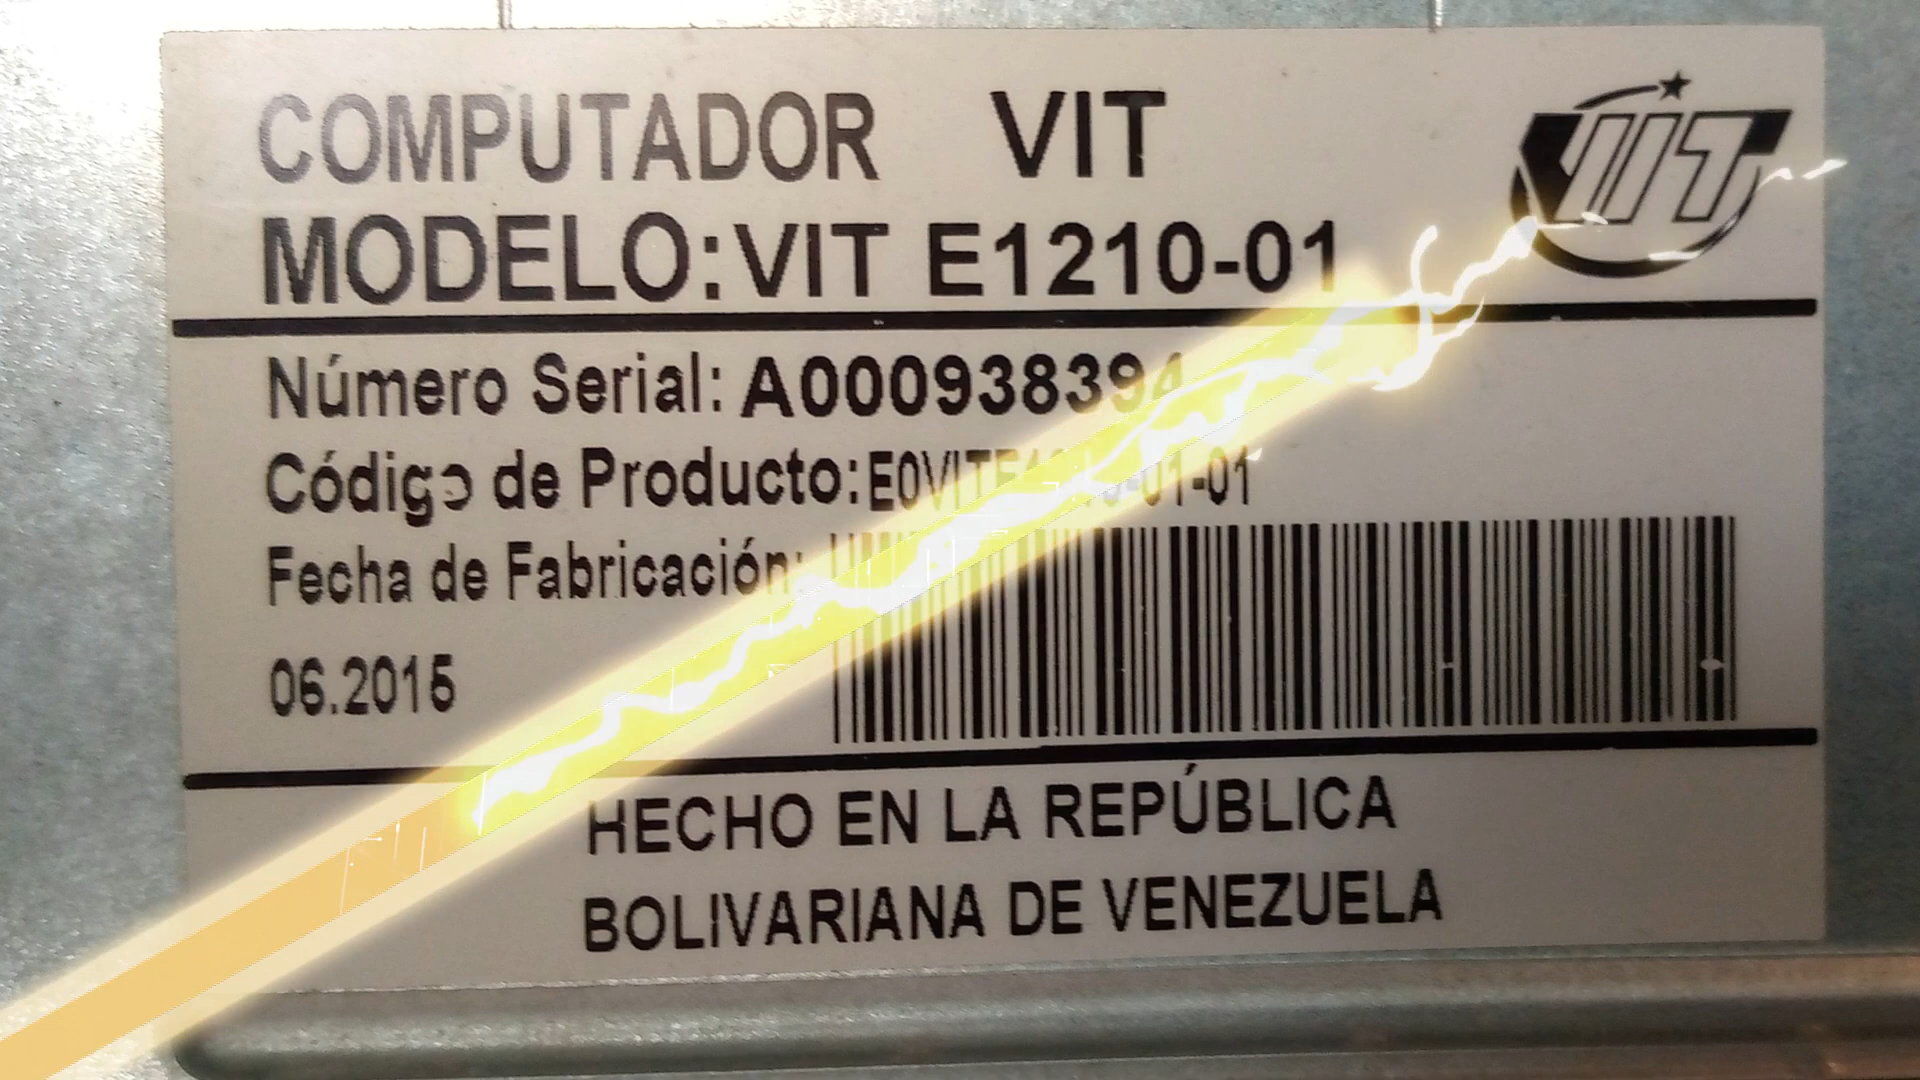 COMPUTADOR VIT
VIT
MODELO: VIT E1210-01
Número Serial:
Código de Producto:
Fecha de Fabricación:
06.2015
HECHO EN LA REPÚBLICA
BOLIVARIANA DE VENEZUELA